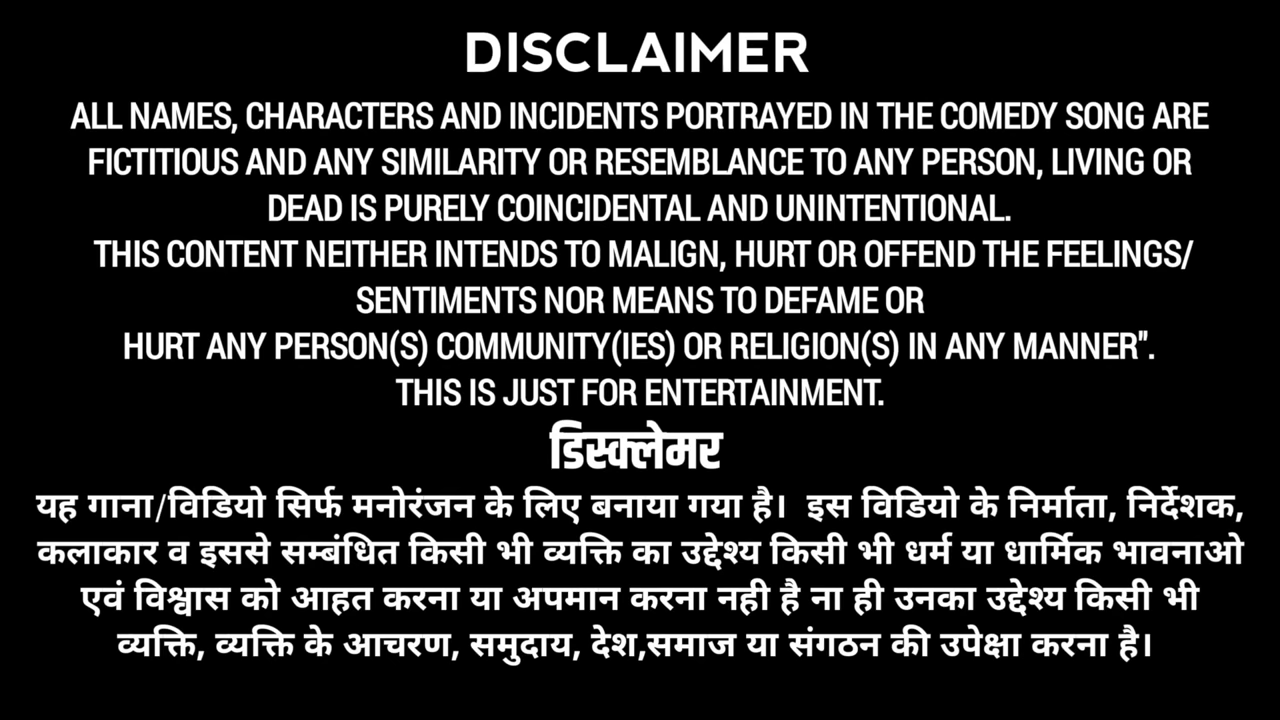 DISCLAIMER
ALL NAMES, CHARACTERS AND INCIDENTS PORTRAYED IN THE COMEDY SONG ARE
FICTITIOUS AND ANY SIMILARITY OR RESEMBLANCE TO ANY PERSON, LIVING OR
DEAD IS PURELY COINCIDENTAL AND UNINTENTIONAL.
THIS CONTENT NEITHER INTENDS TO MALIGN, HURT OR OFFEND THE FEELINGS/
SENTIMENTS NOR MEANS TO DEFAME OR
HURT ANY PERSON(S) COMMUNITY(IES) OR RELIGION(S) IN ANY MANNER".
THIS IS JUST FOR ENTERTAINMENT.
डिस्क्लेमर
यह गाना/विडियो सिर्फ मनोरंजन के लिए बनाया गया है। इस विडियो के निर्माता, निर्देशक,
कलाकार व इससे सम्बंधित किसी भी व्यक्ति का उद्देश्य किसी भी धर्म या धार्मिक भावनाओ
एवं विश्वास को आहत करना या अपमान करना नही है ना ही उनका उद्देश्य किसी भी
व्यक्ति, व्यक्ति के आचरण, समुदाय, देश,समाज या संगठन की उपेक्षा करना है।